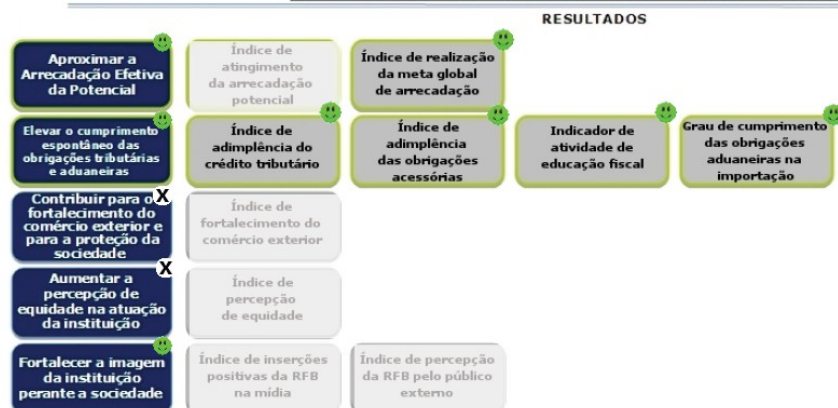 RESULTADOS
Aproximar a
Arrecadação Efetiva
da Potencial
Índice de
atingimento
da arrecadação
potencial
Índice de realização
da meta global
de arrecadação
Elevar o cumprimento
espontâneo das
obrigações tributárias
e aduaneiras
Índice de
adimplência do
crédito tributário
Índice de
adimplência
das obrigações
acessórias
Indicador de
atividade de
educação fiscal
Grau de cumprimento
das obrigações
aduaneiras na
importação
Contribuir para o
fortalecimento do
comércio exterior e
para a proteção da
sociedade
X
Índice de
fortalecimento do
comércio exterior
Aumentar a
percepção de
equidade na atuação
da instituição
X
Índice de
percepção
de equidade
Fortalecer a imagem
da instituição
perante a sociedade
Índice de inserções
positivas da RFB
na mídia
Índice de percepção
da RFB pelo público
externo